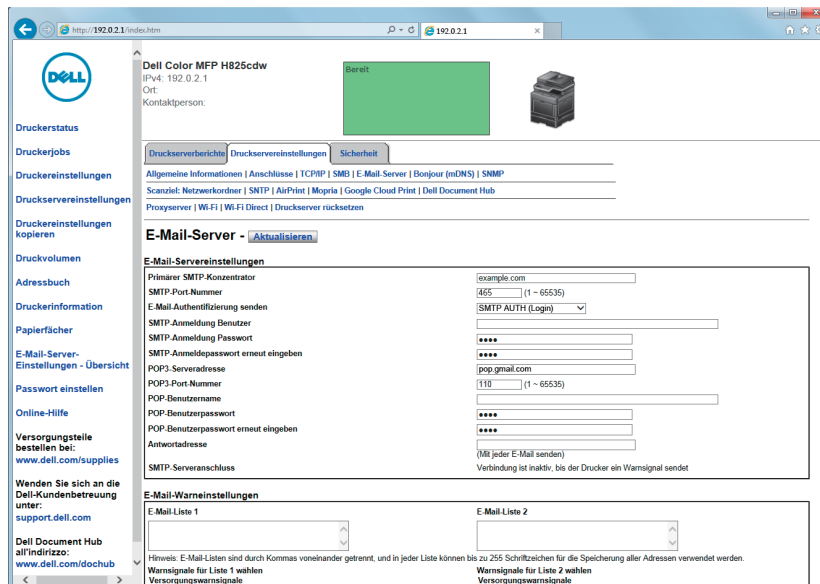 http://192.0.2.1/index.htm
192.0.2.1
DELL
Dell Color MFP H825cdw
IPv4: 192.0.2.1
Ort:
Kontaktperson:
Bereit
Druckerstatus
Druckerjobs
Druckereinstellungen
Druckservereinstellungen
Druckereinstellungen
kopieren
Druckvolumen
Adressbuch
Druckerinformation
Papierfächer
E-Mail-Server-
Einstellungen - Übersicht
Passwort einstellen
Online-Hilfe
Versorgungsteile
bestellen bei:
www.dell.com/supplies
Wenden Sie sich an die
Dell-Kundenbetreuung
unter:
support.dell.com
Dell Document Hub
all'indirizzo:
www.dell.com/dochub
Druckserverberichte Druckservereinstellungen Sicherheit
Allgemeine Informationen | Anschlüsse | TCP/IP | SMB | E-Mail-Server | Bonjour (mDNS) | SNMP
Scanziel: Netzwerkordner | SNTP | AirPrint | Mopria | Google Cloud Print | Dell Document Hub
Proxyserver | Wi-Fi | Wi-Fi Direct | Druckserver rücksetzen
E-Mail-Server - Aktualisieren
E-Mail-Servereinstellungen
Primärer SMTP-Konzentrator example.com
SMTP-Port-Nummer 465 (1 ~ 65535)
E-Mail-Authentifizierung senden SMTP AUTH (Login)
SMTP-Anmeldung Benutzer
SMTP-Anmeldung Passwort ●●●●
SMTP-Anmeldepasswort erneut eingeben ●●●●
POP3-Serveradresse pop.gmail.com
POP3-Port-Nummer 110 (1 ~ 65535)
POP-Benutzername
POP-Benutzerpasswort ●●●●
POP-Benutzerpasswort erneut eingeben ●●●●
Antwortadresse
(Mit jeder E-Mail senden)
SMTP-Serveranschluss Verbindung ist inaktiv, bis der Drucker ein Warnsignal sendet
E-Mail-Warneinstellungen
E-Mail-Liste 1 E-Mail-Liste 2
Hinweis: E-Mail-Listen sind durch Kommas voneinander getrennt, und in jeder Liste können bis zu 255 Schriftzeichen für die Speicherung aller Adressen verwendet werden.
Warnsignale für Liste 1 wählen Warnsignale für Liste 2 wählen
Versorgungswarnsignale Versorgungswarnsignale